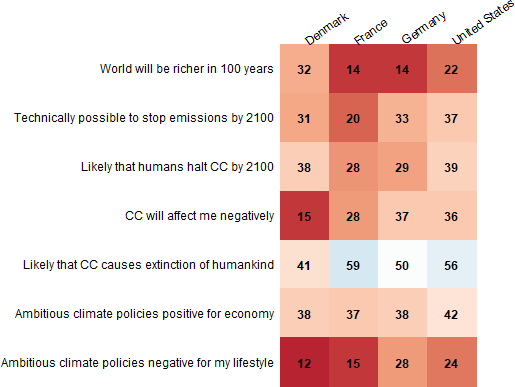 Denmark France Germany United States
World will be richer in 100 years 32 14 14 22
Technically possible to stop emissions by 2100 31 20 33 37
Likely that humans halt CC by 2100 38 28 29 39
CC will affect me negatively 15 28 37 36
Likely that CC causes extinction of humankind 41 59 50 56
Ambitious climate policies positive for economy 38 37 38 42
Ambitious climate policies negative for my lifestyle 12 15 28 24